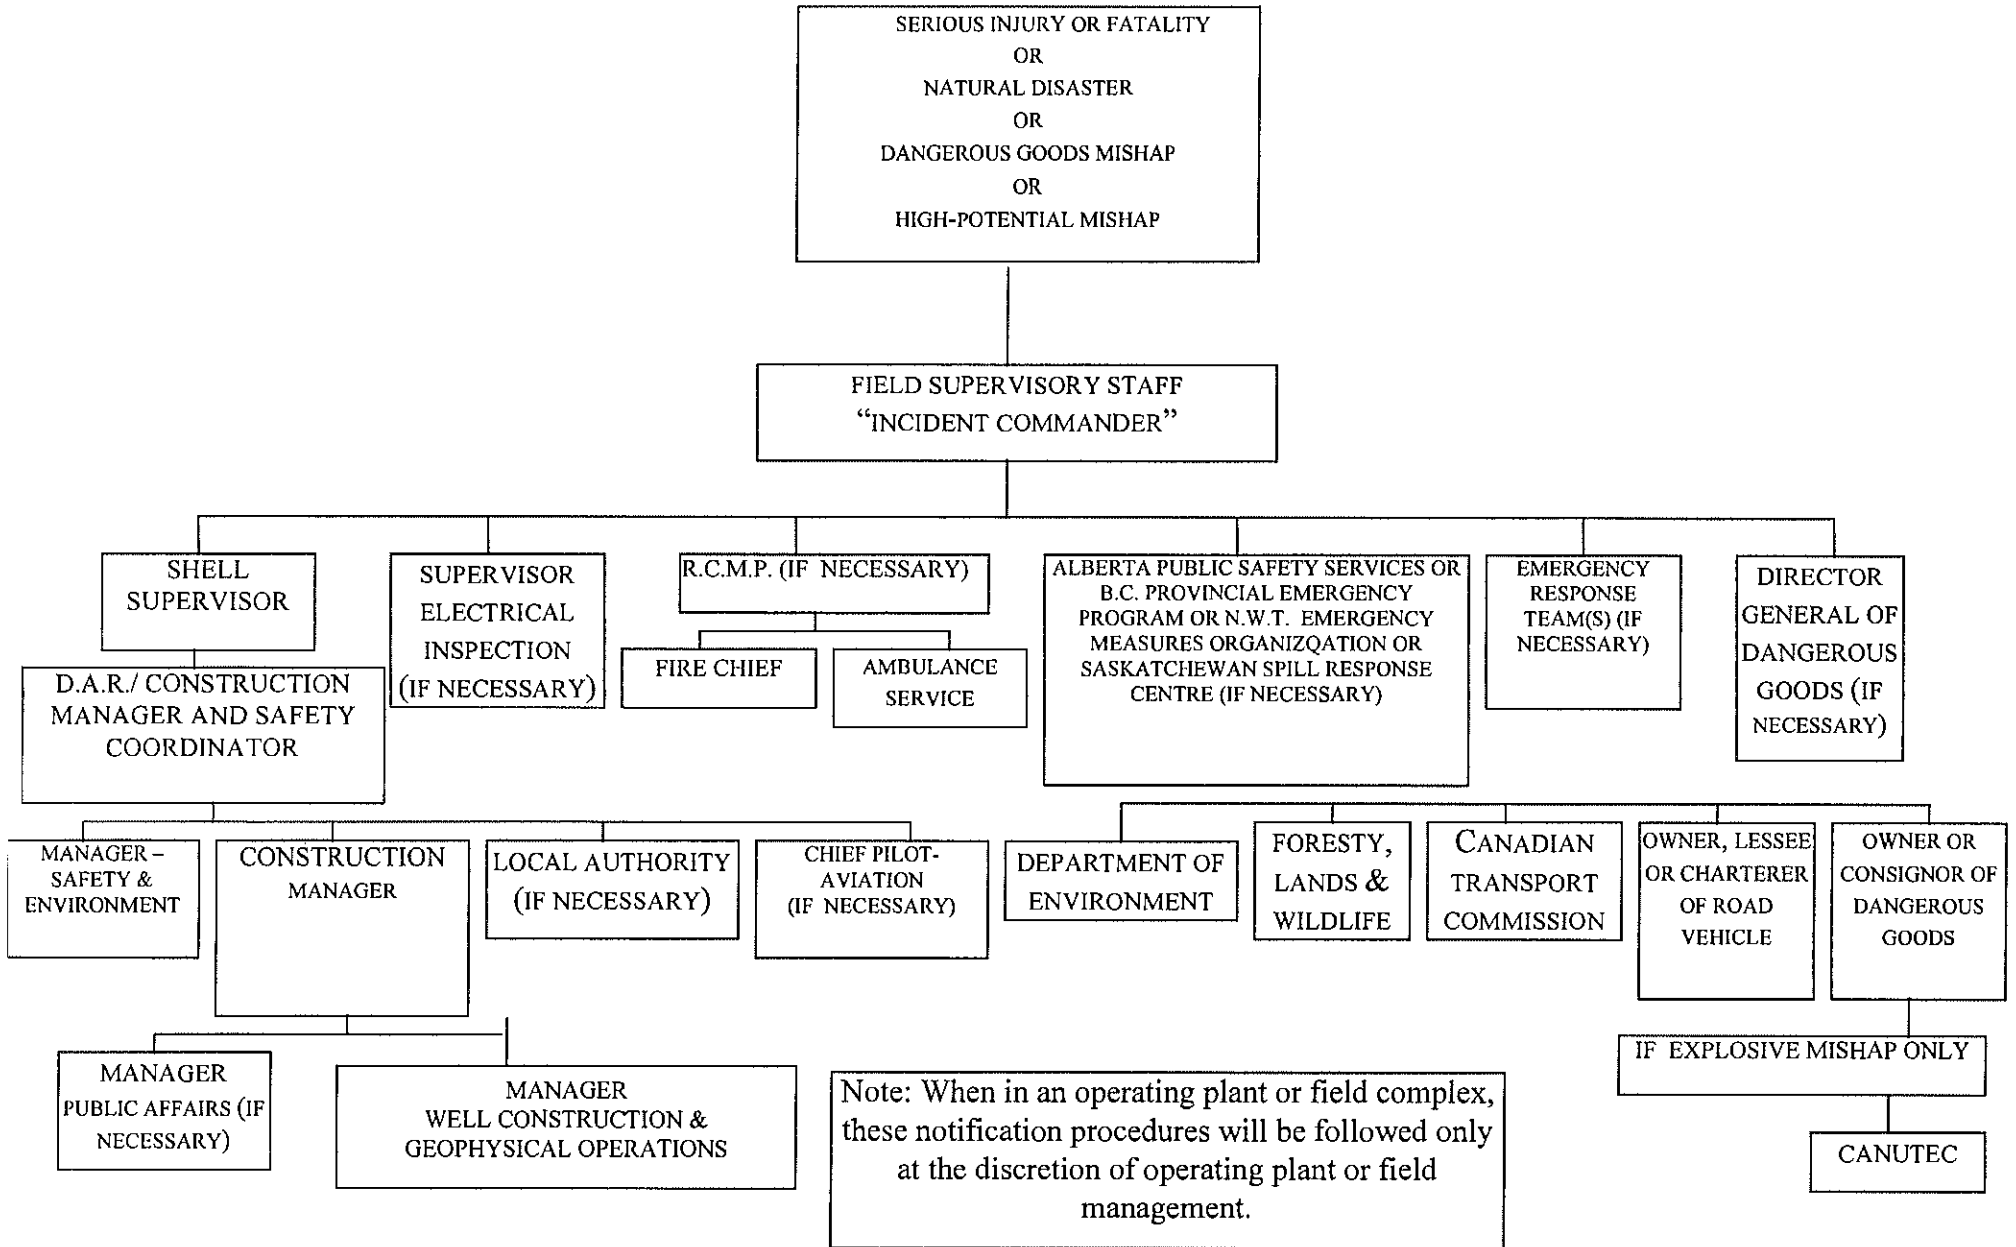 SERIOUS INJURY OR FATALITY
OR
NATURAL DISASTER
OR
DANGEROUS GOODS MISHAP
OR
HIGH-POTENTIAL MISHAP
FIELD SUPERVISORY STAFF
“INCIDENT COMMANDER”
SHELL
SUPERVISOR
SUPERVISOR
ELECTRICAL
INSPECTION
(IF NECESSARY)
R.C.M.P. (IF NECESSARY)
FIRE CHIEF
AMBULANCE
SERVICE
ALBERTA PUBLIC SAFETY SERVICES OR
B.C. PROVINCIAL EMERGENCY
PROGRAM OR N.W.T. EMERGENCY
MEASURES ORGANIZQATION OR
SASKATCHEWAN SPILL RESPONSE
CENTRE (IF NECESSARY)
EMERGENCY
RESPONSE
TEAM(S) (IF
NECESSARY)
DIRECTOR
GENERAL OF
DANGEROUS
GOODS (IF
NECESSARY)
D.A.R./ CONSTRUCTION
MANAGER AND SAFETY
COORDINATOR
MANAGER –
SAFETY &
ENVIRONMENT
CONSTRUCTION
MANAGER
LOCAL AUTHORITY
(IF NECESSARY)
CHIEF PILOT-
AVIATION
(IF NECESSARY)
DEPARTMENT OF
ENVIRONMENT
FORESTY,
LANDS &
WILDLIFE
CANADIAN
TRANSPORT
COMMISSION
OWNER, LESSEE
OR CHARTERER
OF ROAD
VEHICLE
OWNER OR
CONSIGNOR OF
DANGEROUS
GOODS
MANAGER
PUBLIC AFFAIRS (IF
NECESSARY)
MANAGER
WELL CONSTRUCTION &
GEOPHYSICAL OPERATIONS
IF EXPLOSIVE MISHAP ONLY
CANUTEC
Note: When in an operating plant or field complex,
these notification procedures will be followed only
at the discretion of operating plant or field
management.